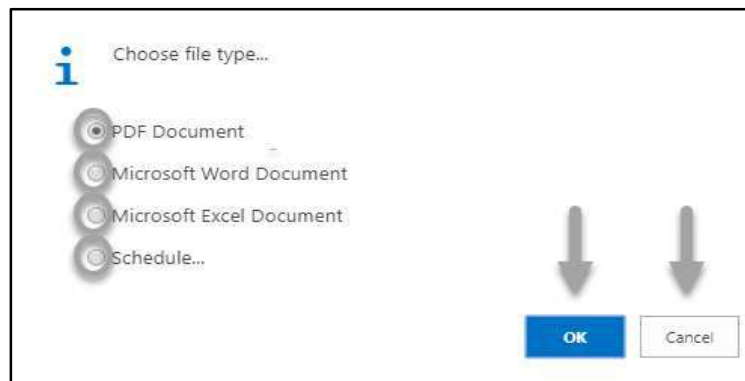 Choose file type...
PDF Document
Microsoft Word Document
Microsoft Excel Document
Schedule...
OK Cancel